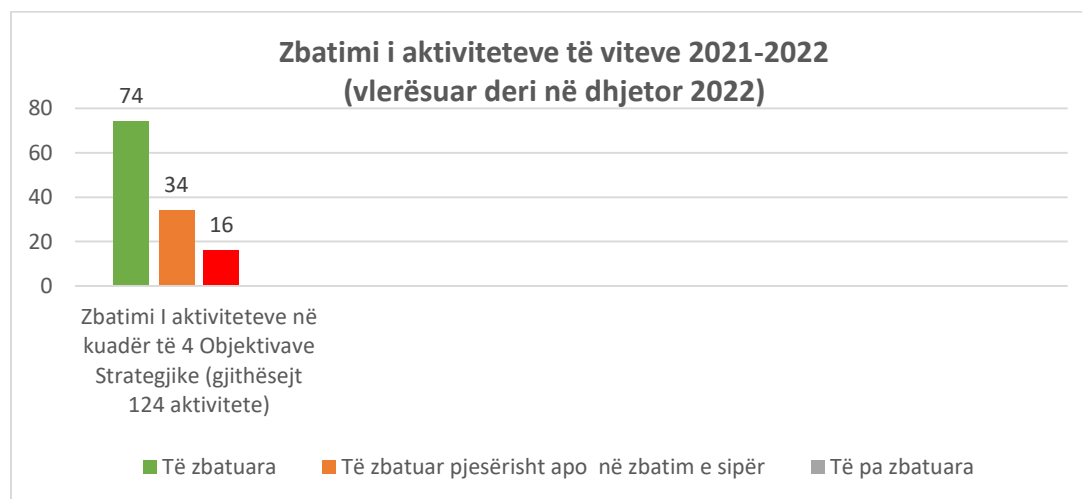 Zbatimi i aktiviteteve të viteve 2021-2022
(vlerësuar deri në dhjetor 2022)
80
60
40
20
0
74
34
16
Zbatimi I aktiviteteve në
kuadër të 4 Objektivave
Strategjike (gjithësejt
124 aktivitete)
Të zbatuara
Të zbatuar pjesërisht apo në zbatim e sipër
Të pa zbatuara